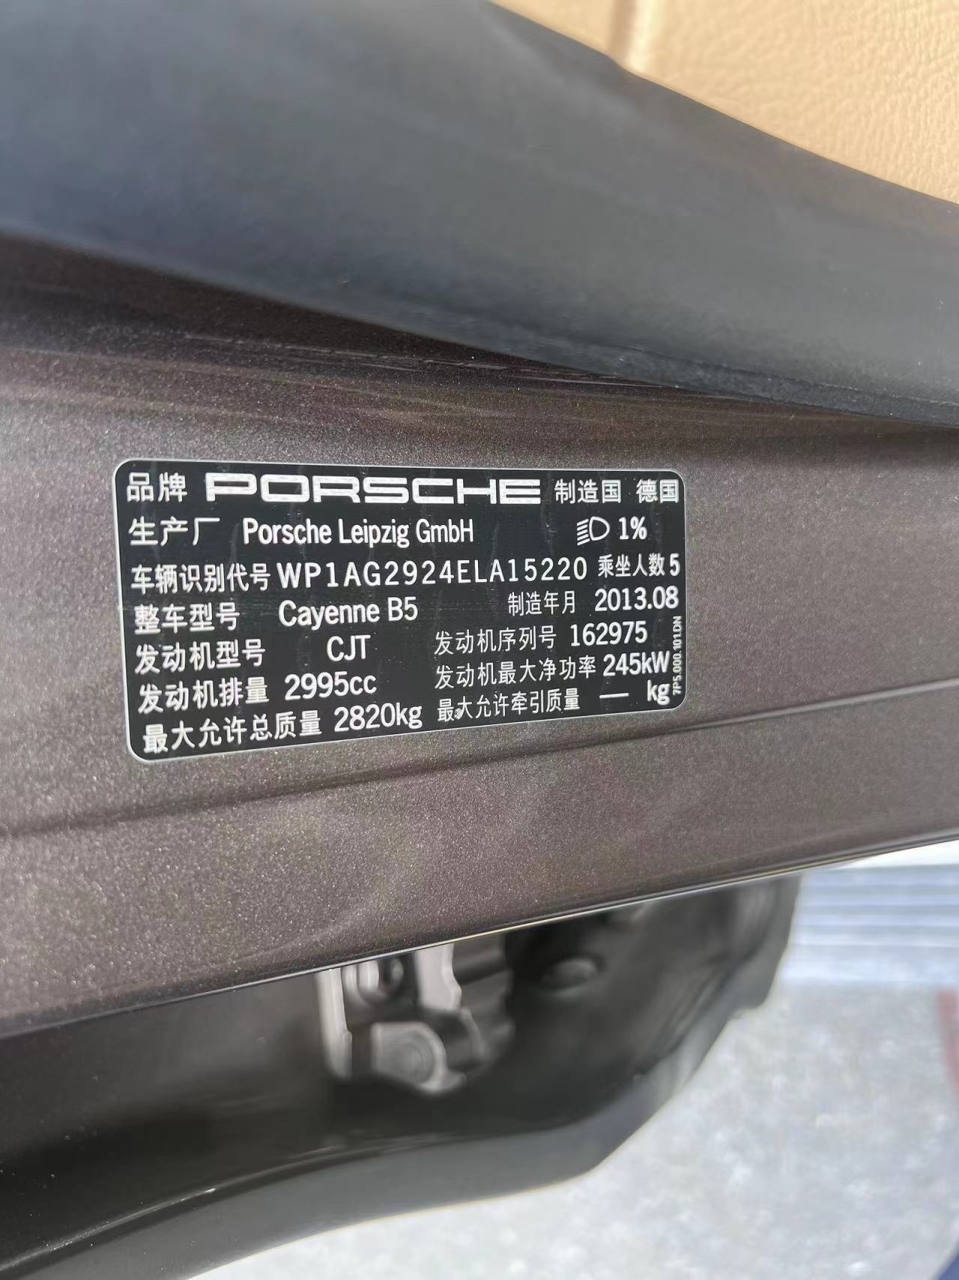 品牌 PORSCHE 制造国 德国
生产厂 Porsche Leipzig GmbH 1%
车辆识别代号 WP1AG2924ELA15220 乘坐人数 5
整车型号 Cayenne B5 制造年月 2013.08
发动机型号 CJT 发动机序列号 162975
发动机排量 2995cc 发动机最大净功率 245kW
最大允许总质量 2820kg 最大允许牵引质量 — kg
7P5.000.101.DN